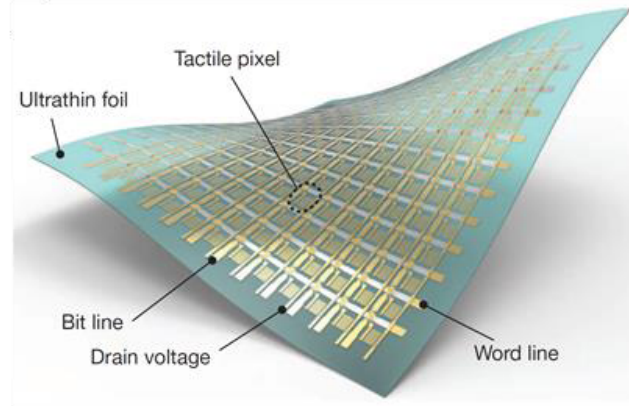 Tactile pixel
Ultrathin foil
Bit line
Drain voltage
Word line